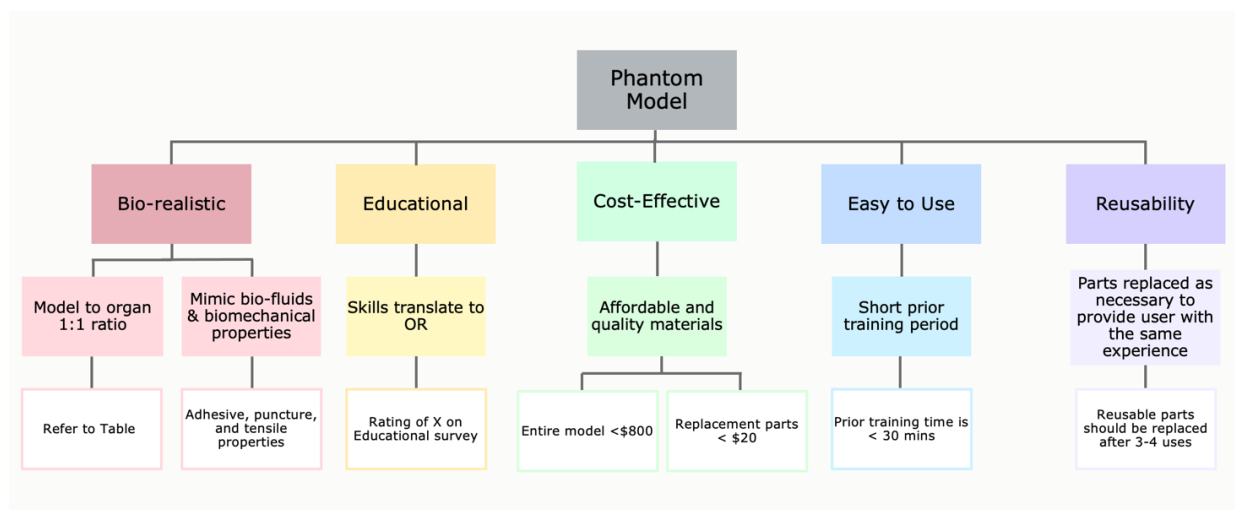 Phantom
Model
Bio-realistic
Educational
Cost-Effective
Easy to Use
Reusability
Model to organ
1:1 ratio
Mimic bio-fluids
& biomechanical
properties
Skills translate to
OR
Affordable and
quality materials
Short prior
training period
Parts replaced as
necessary to
provide user with
the same
experience
Refer to Table
Adhesive, puncture,
and tensile
properties
Rating of X on
Educational survey
Entire model <$800
Replacement parts
< $20
Prior training time is
< 30 mins
Reusable parts
should be replaced
after 3-4 uses